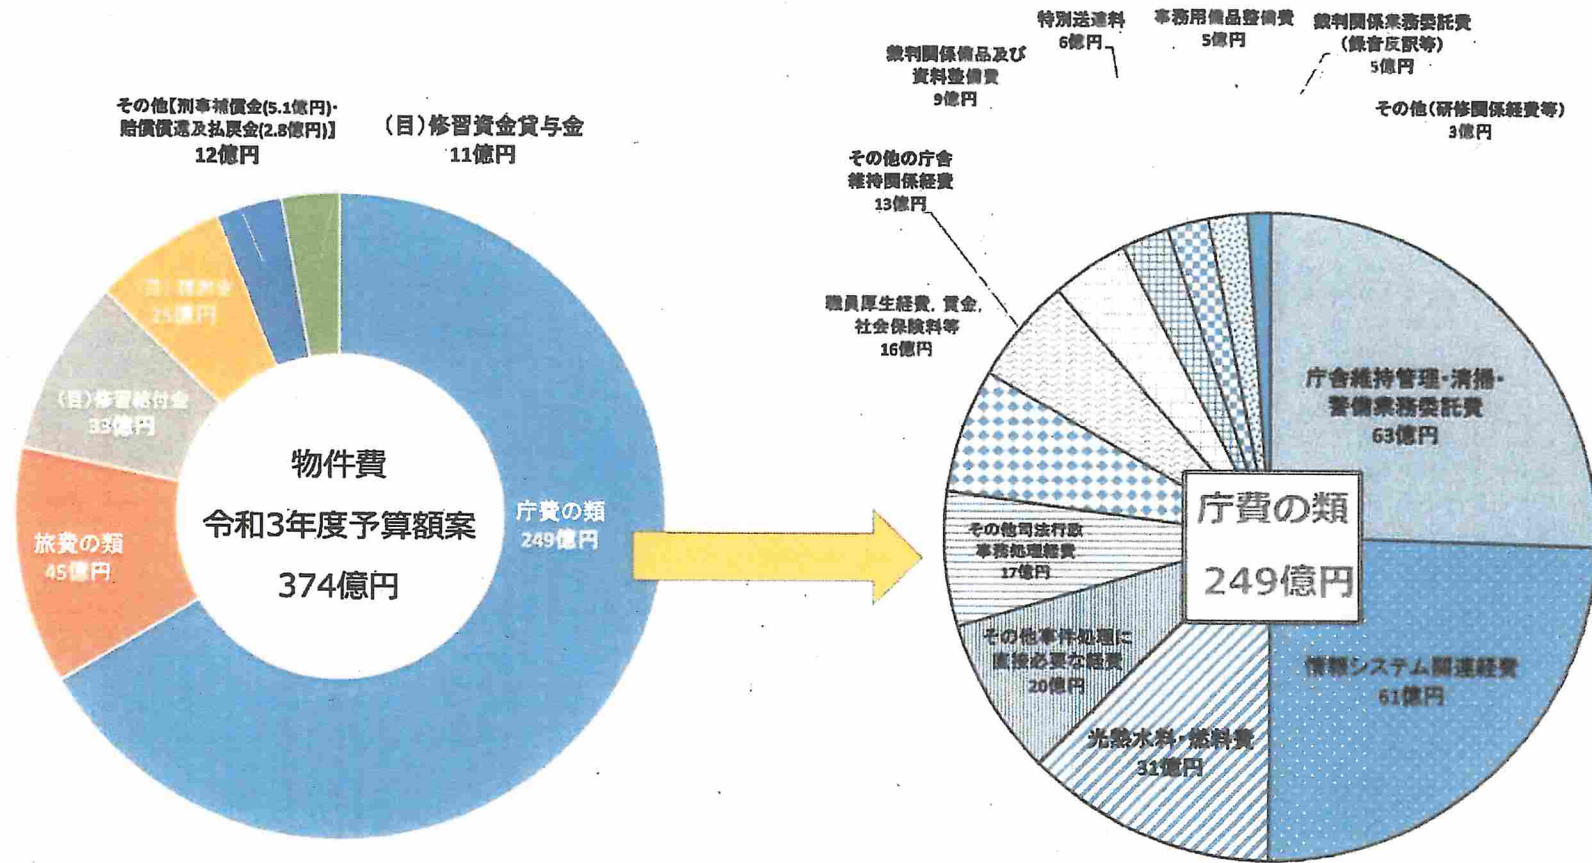 その他【刑事補償金(5.1億円)・
賠償償還及払戻金(2.8億円)】
12億円
(目)修習資金貸与金
11億円
(目)
25億円
(目)修習給付金
33億円
旅費の類
45億円
庁費の類
249億円
物件費
令和3年度予算額案
374億円
特別送達料
6億円
事務用備品整備費
5億円
裁判関係業務委託費
(録音反訳等)
5億円
裁判関係備品及び
資料整備費
9億円
その他(研修関係経費等)
3億円
その他の庁舎
維持関係経費
13億円
職員厚生経費,賃金,
社会保険料等
16億円
庁舎維持管理・清掃・
警備業務委託費
63億円
庁費の類
249億円
その他司法行政
事務処理経費
17億円
その他事件処理に
直接必要な経費
20億円
情報システム関連経費
61億円
光熱水料・燃料費
31億円